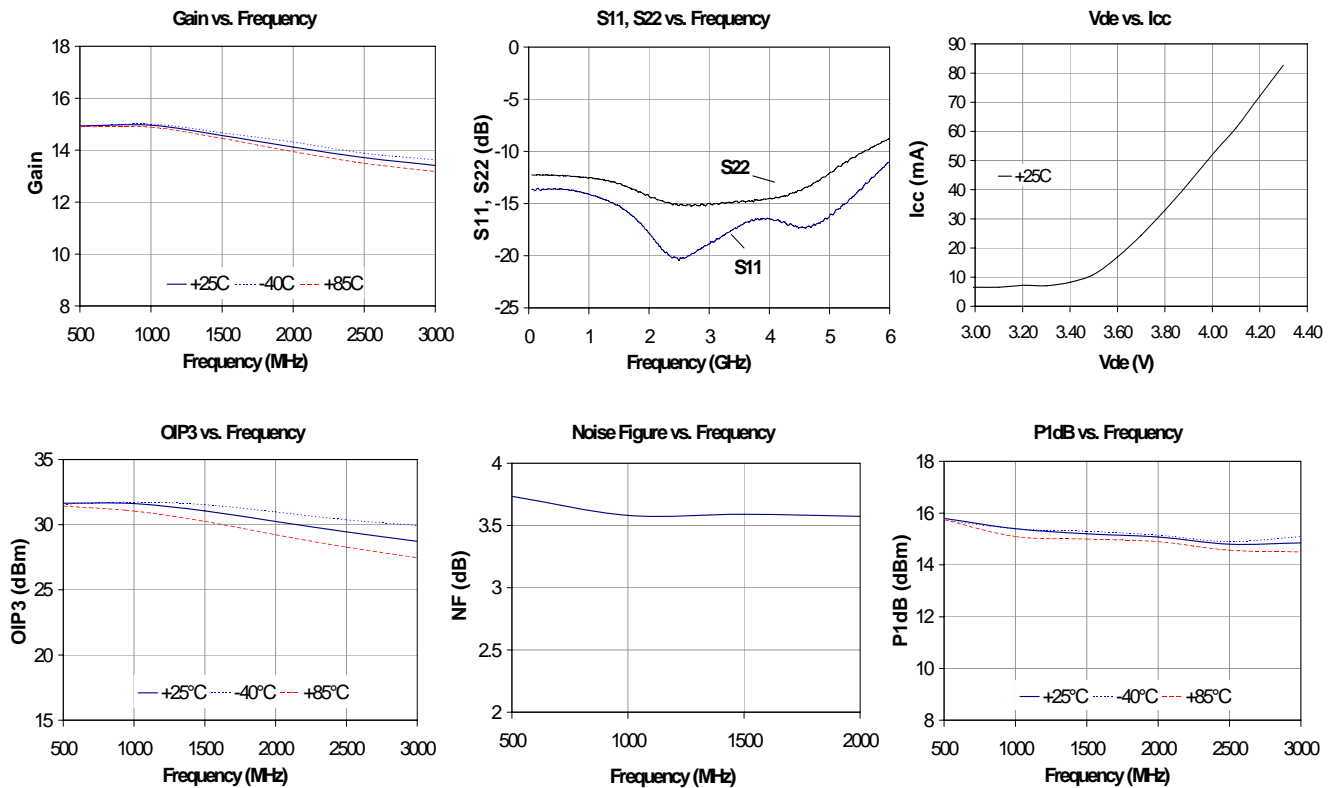 Gain vs. Frequency
18
16
14
12
10
8
Gain
+25C -40C +85C
500 1000 1500 2000 2500 3000
Frequency (MHz)
S11, S22 vs. Frequency
0
-5
-10
-15
-20
-25
S11, S22 (dB)
S22
S11
0 1 2 3 4 5 6
Frequency (GHz)
Vde vs. Icc
90
80
70
60
50
40
30
20
10
0
Icc (mA)
+25C
3.00 3.20 3.40 3.60 3.80 4.00 4.20 4.40
Vde (V)
OIP3 vs. Frequency
35
30
25
20
15
OIP3 (dBm)
+25°C -40°C +85°C
500 1000 1500 2000 2500 3000
Frequency (MHz)
Noise Figure vs. Frequency
4
3.5
3
2.5
2
NF (dB)
500 1000 1500 2000
Frequency (MHz)
P1dB vs. Frequency
18
16
14
12
10
8
P1dB (dBm)
+25°C -40°C +85°C
500 1000 1500 2000 2500 3000
Frequency (MHz)